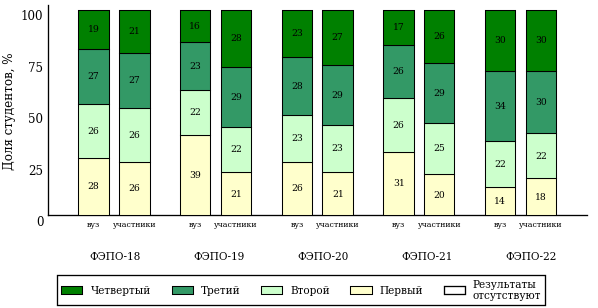 Доля студентов, %
100
75
50
25
0
19 21 16 28 23 27 17 26 30 30
27 27 23 29 28 29 26 29 34 30
26 26 22 22 23 23 26 25 22 22
28 26 39 21 26 21 31 20 14 18
вуз участники вуз участники вуз участники вуз участники вуз участники
ФЭПО-18 ФЭПО-19 ФЭПО-20 ФЭПО-21 ФЭПО-22
Четвертый Третий Второй Первый Результаты
отсутствуют